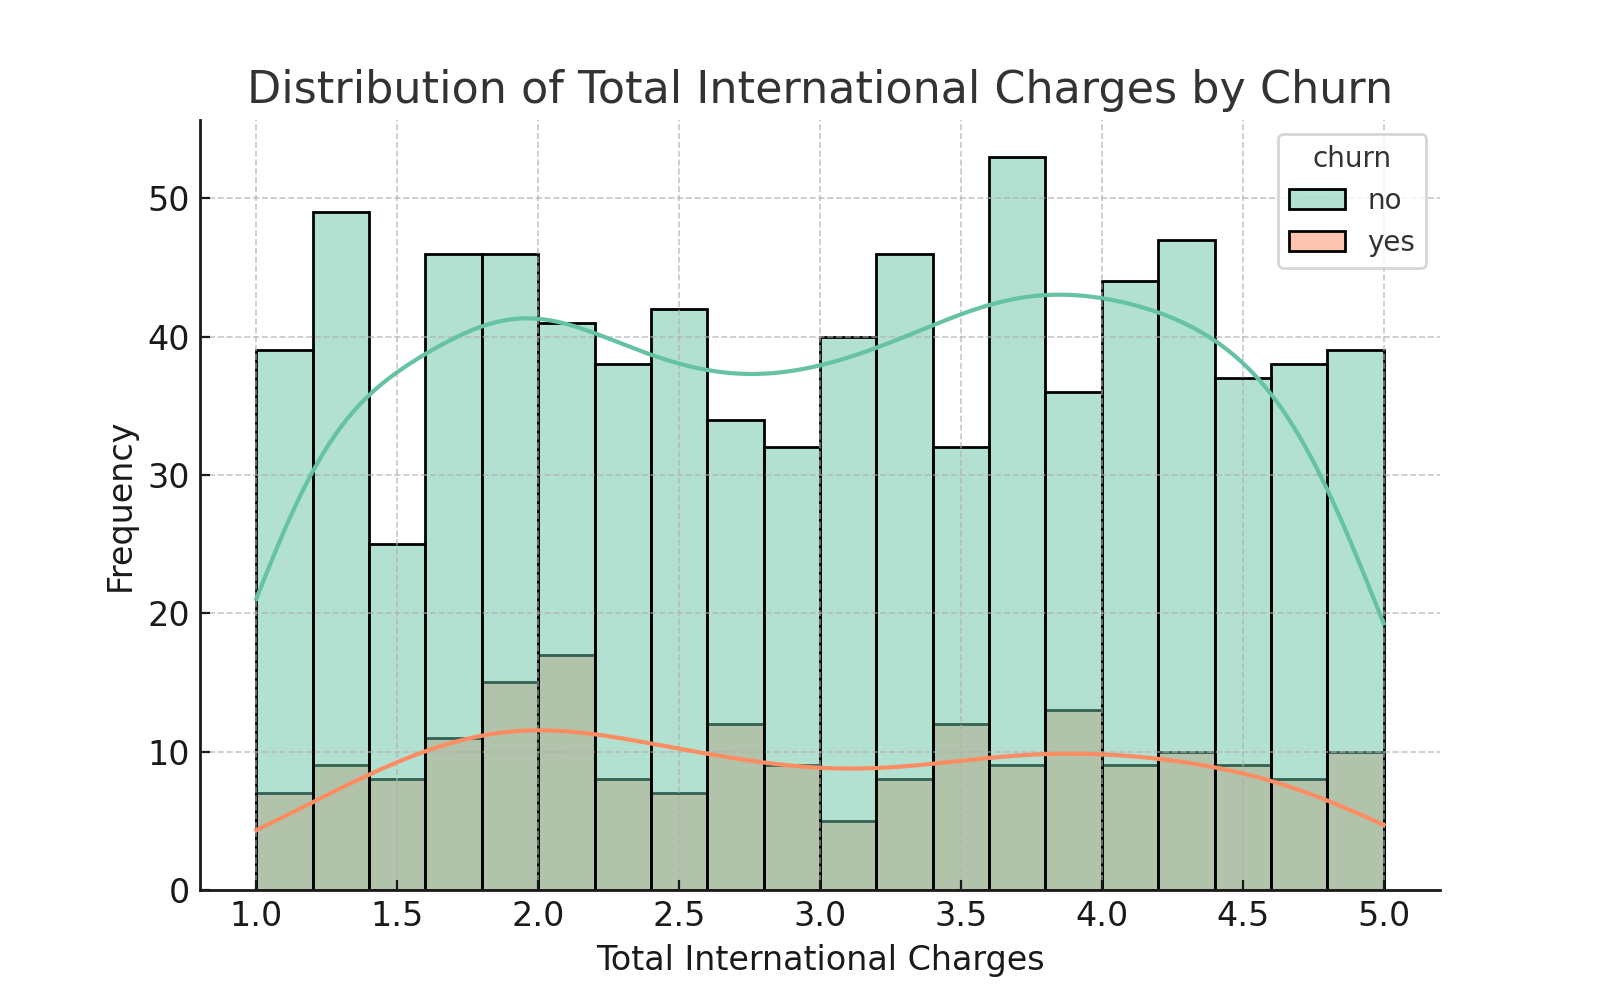 Distribution of Total International Charges by Churn
churn
no
yes
Frequency
50
40
30
20
10
0
1.0 1.5 2.0 2.5 3.0 3.5 4.0 4.5 5.0
Total International Charges